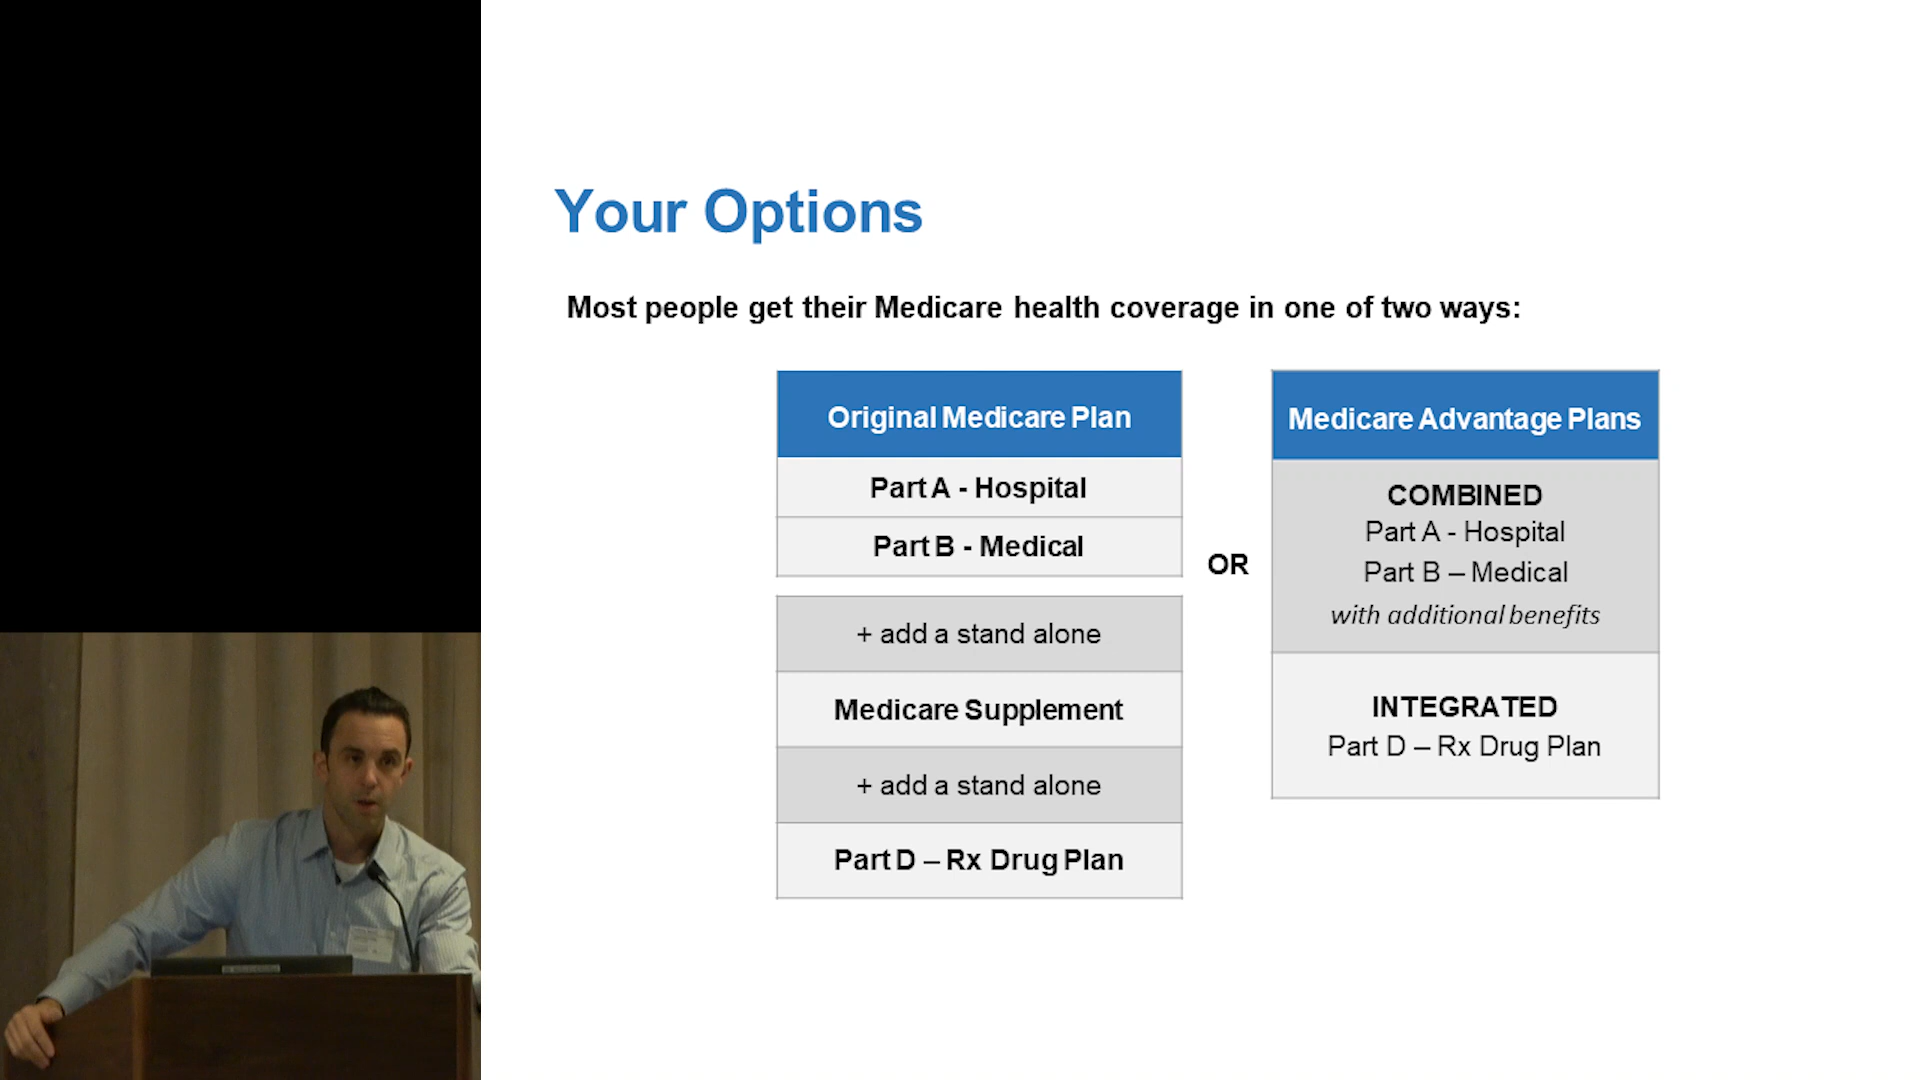 Your Options
Most people get their Medicare health coverage in one of two ways:
Original Medicare Plan
Part A - Hospital
Part B - Medical
+ add a stand alone
Medicare Supplement
+ add a stand alone
Part D – Rx Drug Plan
OR
Medicare Advantage Plans
COMBINED
Part A - Hospital
Part B – Medical
with additional benefits
INTEGRATED
Part D – Rx Drug Plan